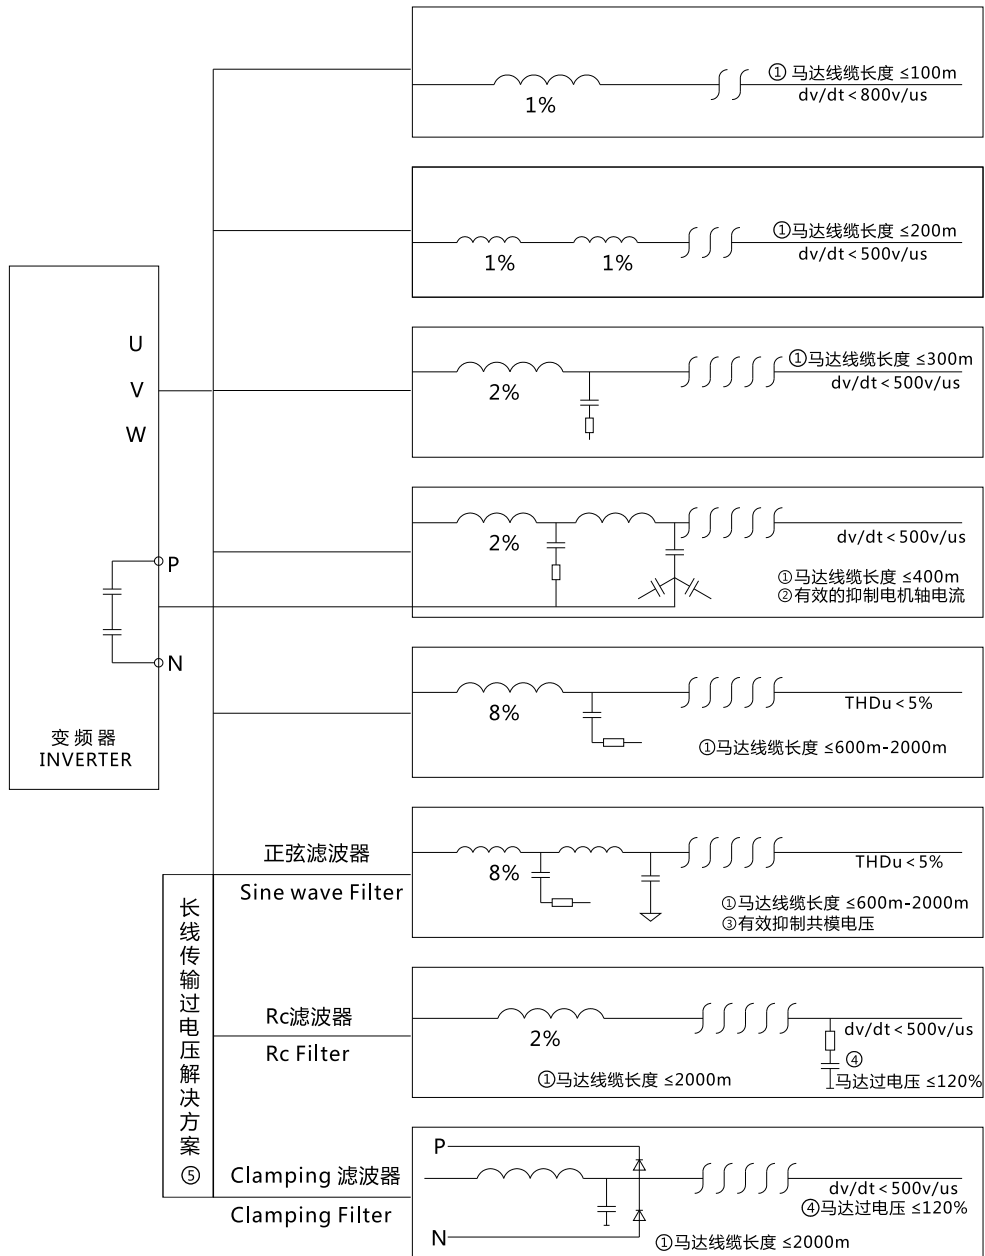 ① 马达线缆长度 ≤100m
dv/dt<800v/us
1%
①马达线缆长度 ≤200m
dv/dt<500v/us
1% 1%
U
V
W
P
N
变频器
INVERTER
①马达线缆长度 ≤300m
dv/dt<500v/us
2%
2%
dv/dt<500v/us
①马达线缆长度 ≤400m
②有效的抑制电机轴电流
8%
THDu<5%
①马达线缆长度 ≤600m-2000m
正弦滤波器
Sine wave Filter
8%
THDu<5%
①马达线缆长度 ≤600m-2000m
③有效抑制共模电压
长线传输过电压解决方案⑤
Rc滤波器
Rc Filter
2%
dv/dt<500v/us
④
①马达线缆长度 ≤2000m
马达过电压 ≤120%
Clamping 滤波器
Clamping Filter
P
dv/dt<500v/us
④马达过电压 ≤120%
N
①马达线缆长度 ≤2000m